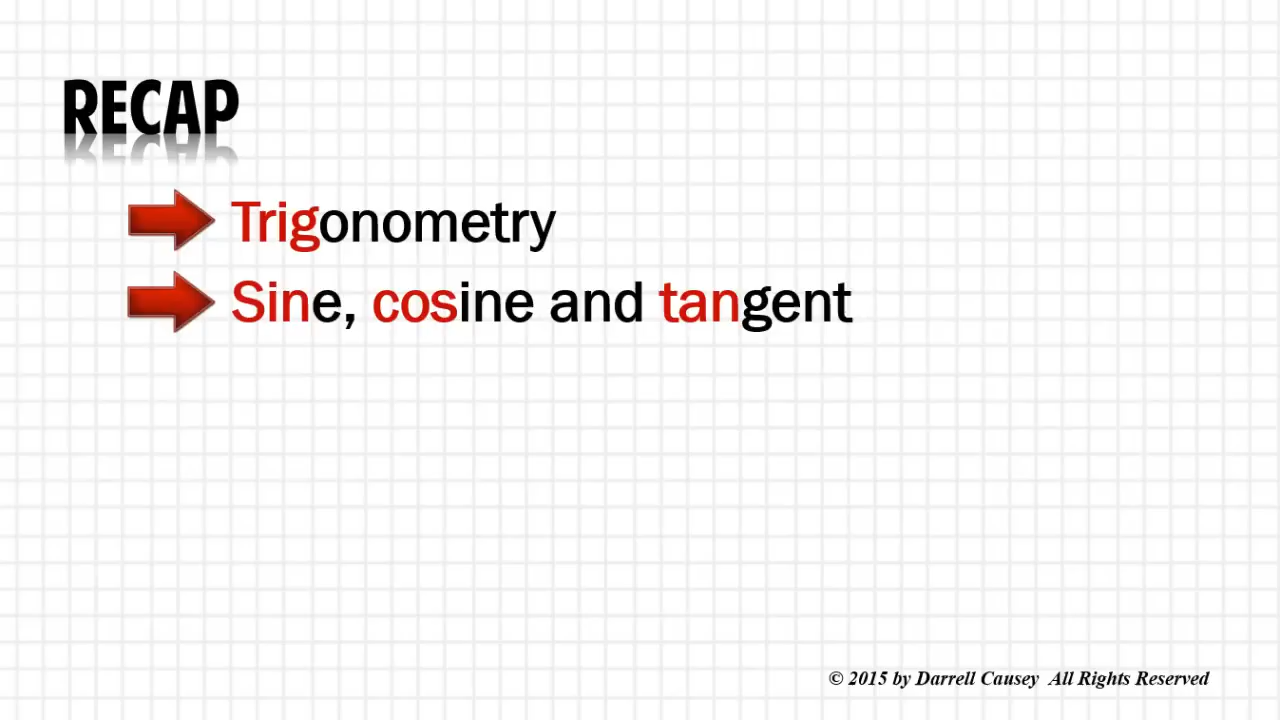 RECAP
Trigonometry
Sine, cosine and tangent
© 2015 by Darrell Causey All Rights Reserved